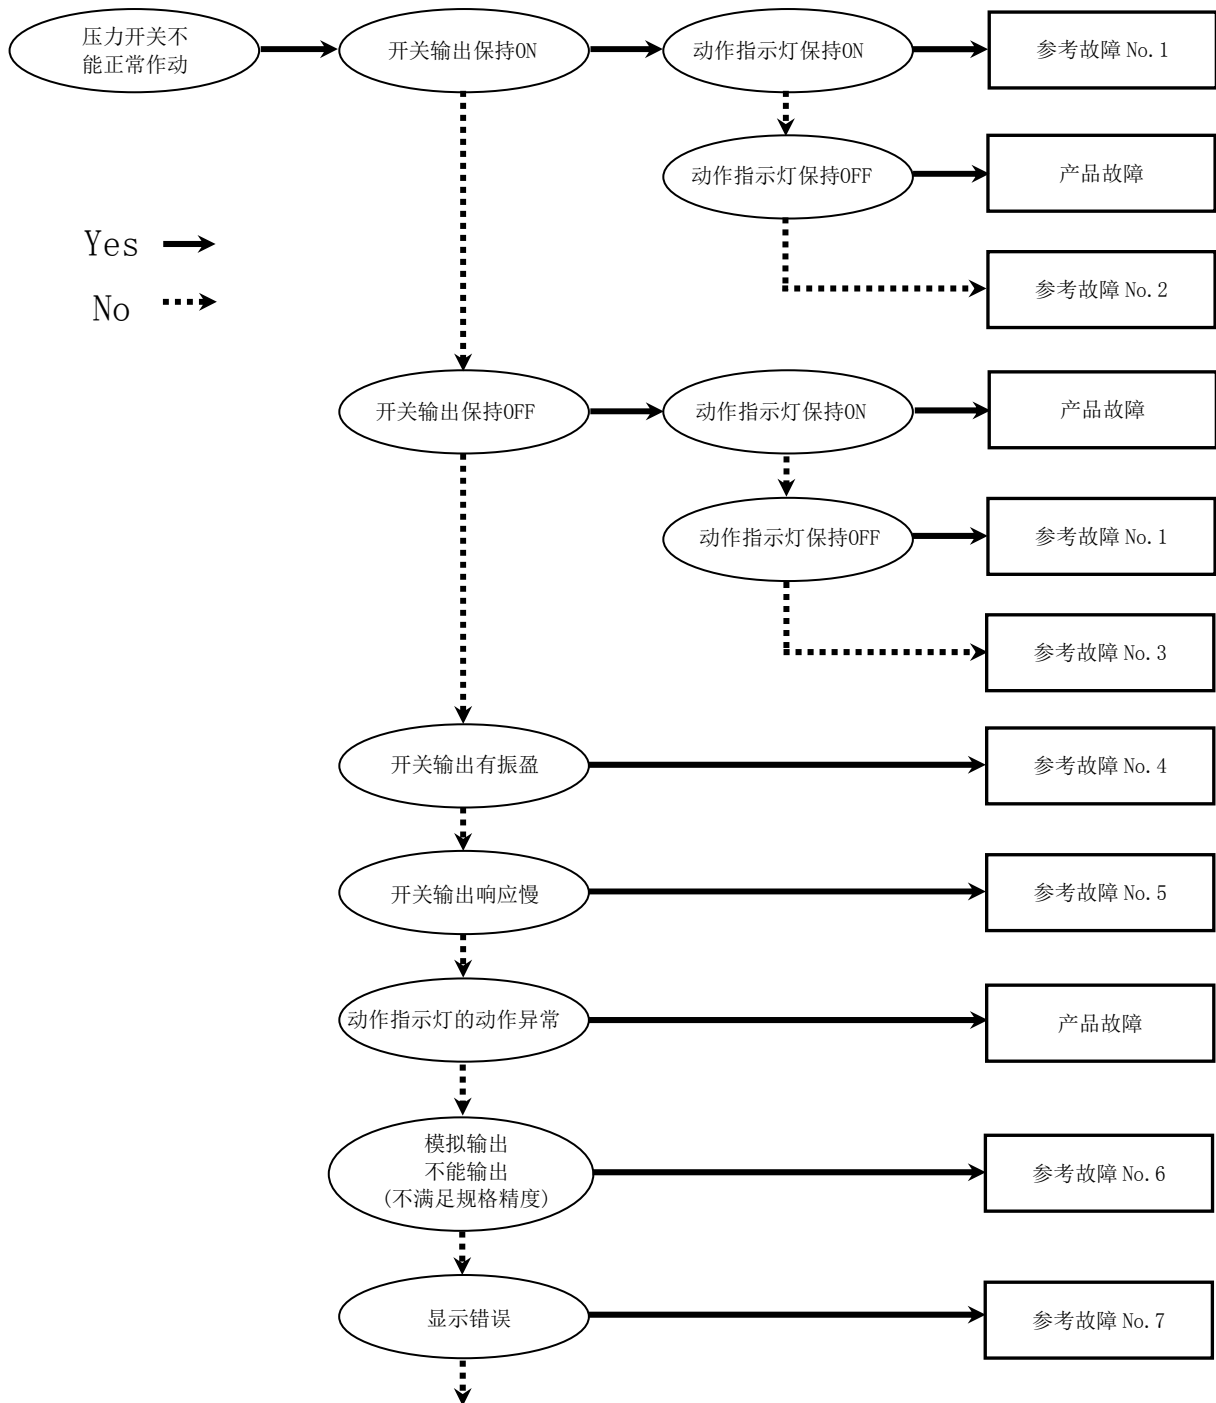 压力开关不
能正常作动
开关输出保持ON
动作指示灯保持ON
参考故障 No.1
动作指示灯保持OFF
产品故障
Yes
参考故障 No.2
No
开关输出保持OFF
动作指示灯保持ON
产品故障
动作指示灯保持OFF
参考故障 No.1
参考故障 No.3
开关输出有振盈
参考故障 No.4
开关输出响应慢
参考故障 No.5
动作指示灯的动作异常
产品故障
模拟输出
不能输出
(不满足规格精度)
参考故障 No.6
显示错误
参考故障 No.7